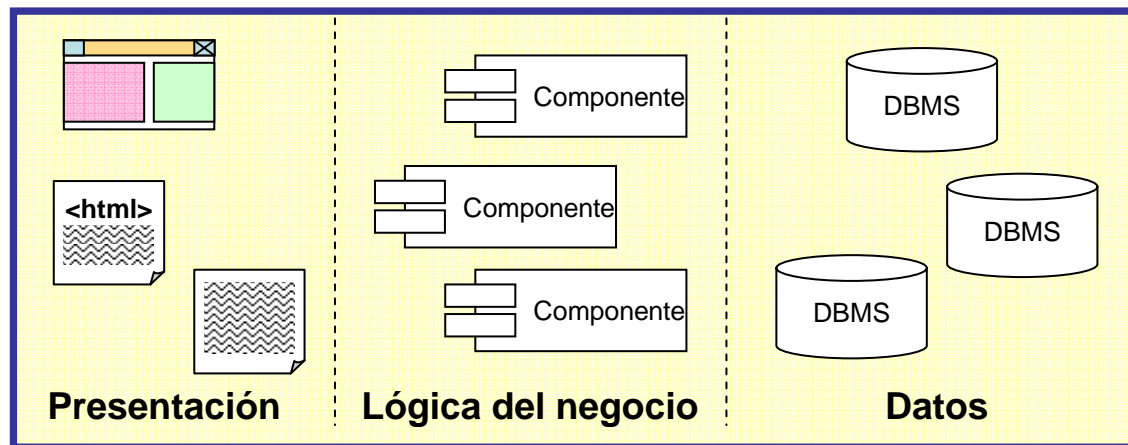 <html>
Presentación
Componente
Componente
Componente
Lógica del negocio
DBMS
DBMS
DBMS
Datos